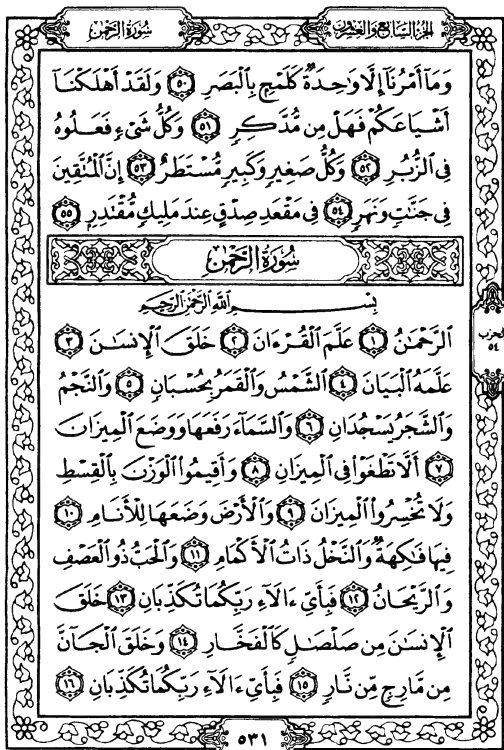 الجزء السابع والعشرون
سُورَةُ الرَّحْمٰن
وَمَآ أَمْرُنَآ إِلَّا وَٰحِدَةٌ كَلَمْحٍۭ بِٱلْبَصَرِ ٥٠ وَلَقَدْ أَهْلَكْنَآ
أَشْيَاعَكُمْ فَهَلْ مِن مُّدَّكِرٍ ٥١ وَكُلُّ شَىْءٍ فَعَلُوهُ
فِى ٱلزُّبُرِ ٥٢ وَكُلُّ صَغِيرٍ وَكَبِيرٍ مُّسْتَطَرٌ ٥٣ إِنَّ ٱلْمُتَّقِينَ
فِى جَنَّٰتٍ وَنَهَرٍ ٥٤ فِى مَقْعَدِ صِدْقٍ عِندَ مَلِيكٍ مُّقْتَدِرٍۭ ٥٥
سُورَةُ الرَّحْمٰن
بِسْمِ ٱللَّهِ ٱلرَّحْمَٰنِ ٱلرَّحِيمِ
ٱلرَّحْمَٰنُ ١ عَلَّمَ ٱلْقُرْءَانَ ٢ خَلَقَ ٱلْإِنسَٰنَ ٣
عَلَّمَهُ ٱلْبَيَانَ ٤ ٱلشَّمْسُ وَٱلْقَمَرُ بِحُسْبَانٍ ٥ وَٱلنَّجْمُ
وَٱلشَّجَرُ يَسْجُدَانِ ٦ وَٱلسَّمَآءَ رَفَعَهَا وَوَضَعَ ٱلْمِيزَانَ
٧ أَلَّا تَطْغَوْا۟ فِى ٱلْمِيزَانِ ٨ وَأَقِيمُوا۟ ٱلْوَزْنَ بِٱلْقِسْطِ
وَلَا تُخْسِرُوا۟ ٱلْمِيزَانَ ٩ وَٱلْأَرْضَ وَضَعَهَا لِلْأَنَامِ ١٠
فِيهَا فَٰكِهَةٌ وَٱلنَّخْلُ ذَاتُ ٱلْأَكْمَامِ ١١ وَٱلْحَبُّ ذُو ٱلْعَصْفِ
وَٱلرَّيْحَانُ ١٢ فَبِأَىِّ ءَالَآءِ رَبِّكُمَا تُكَذِّبَانِ ١٣ خَلَقَ
ٱلْإِنسَٰنَ مِن صَلْصَٰلٍ كَٱلْفَخَّارِ ١٤ وَخَلَقَ ٱلْجَآنَّ
مِن مَّارِجٍ مِّن نَّارٍ ١٥ فَبِأَىِّ ءَالَآءِ رَبِّكُمَا تُكَذِّبَانِ ١٦
الحزب
٥٤
٥٣١